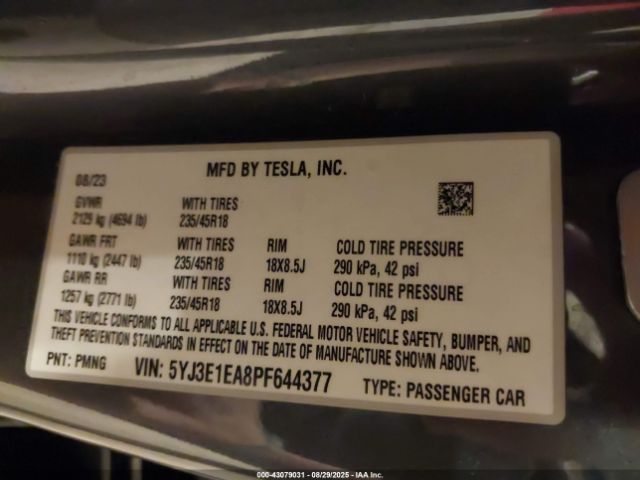 MFD BY TESLA, INC.
08/23
GVWR WITH TIRES
2129 kg (4694 lb) 235/45R18
GAWR FRT WITH TIRES RIM COLD TIRE PRESSURE
1110 kg (2447 lb) 235/45R18 18X8.5J 290 kPa, 42 psi
GAWR RR WITH TIRES RIM COLD TIRE PRESSURE
1257 kg (2771 lb) 235/45R18 18X8.5J 290 kPa, 42 psi
THIS VEHICLE CONFORMS TO ALL APPLICABLE U.S. FEDERAL MOTOR VEHICLE SAFETY, BUMPER, AND
THEFT PREVENTION STANDARDS IN EFFECT ON THE DATE OF MANUFACTURE SHOWN ABOVE.
PNT: PMNG VIN: 5YJ3E1EA8PF644377 TYPE: PASSENGER CAR
000-43079031 - 08/29/2025 - IAA Inc.